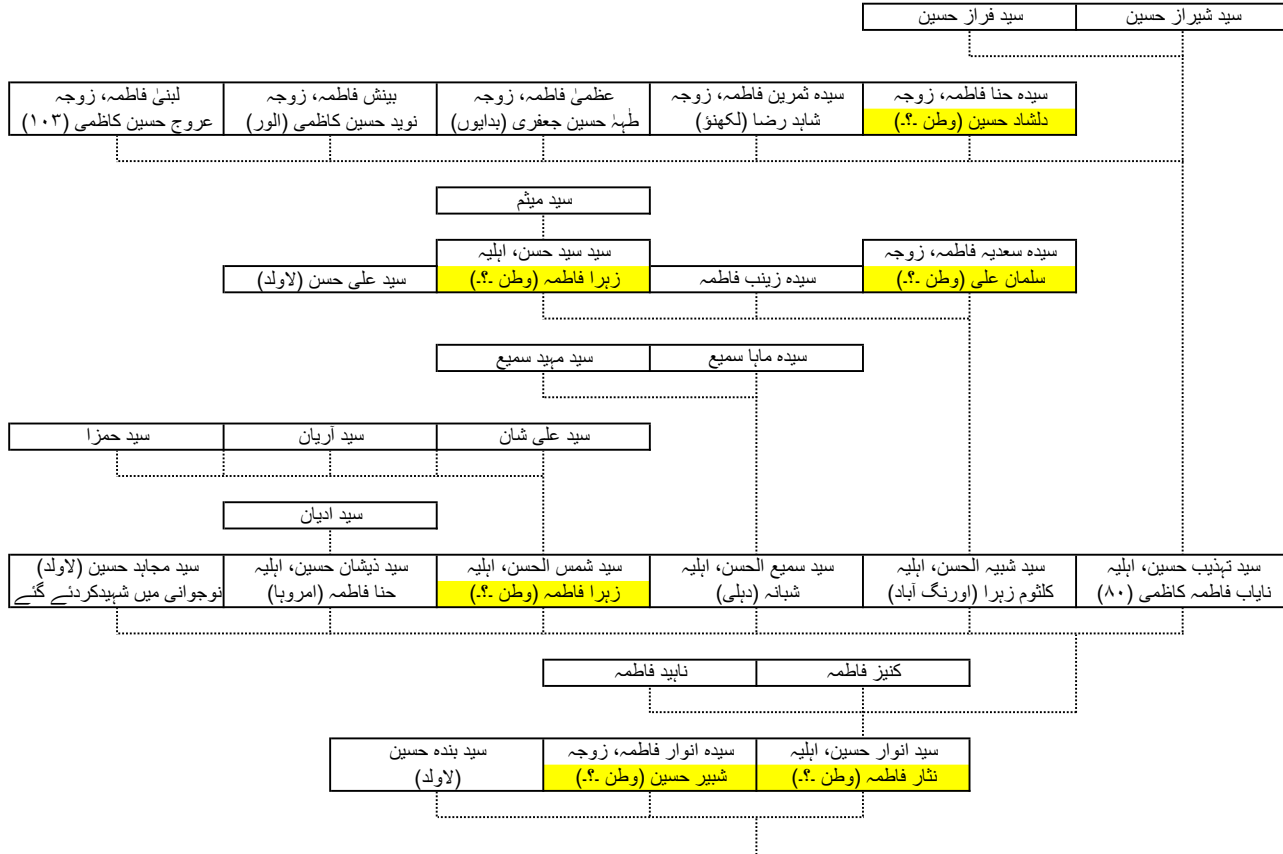 سید شیراز حسین
سید فراز حسین
سیدہ حنا فاطمہ، زوجہ
دلشاد حسین (وطن ۔؟۔)
سیدہ ثمرین فاطمہ، زوجہ
شاہد رضا (لکھنؤ)
عظمیٰ فاطمہ، زوجہ
طہٰہ حسین جعفری (بدایوں)
بینش فاطمہ، زوجہ
نوید حسین کاظمی (الور)
لبنیٰ فاطمہ، زوجہ
عروج حسین کاظمی (۱۰۳)
سید میثم
سیدہ سعدیہ فاطمہ، زوجہ
سلمان علی (وطن ۔؟۔)
سیدہ زینب فاطمہ
سید سید حسن، اہلیہ
زہرا فاطمہ (وطن ۔؟۔)
سید علی حسن (لاولد)
سیدہ ماہا سمیع
سید مہید سمیع
سید علی شان
سید آریان
سید حمزا
سید ادیان
سید تہذیب حسین، اہلیہ
نایاب فاطمہ کاظمی (۸۰)
سید شبیہ الحسن، اہلیہ
کلثوم زہرا (اورنگ آباد)
سید سمیع الحسن، اہلیہ
شبانہ (دہلی)
سید شمس الحسن، اہلیہ
زہرا فاطمہ (وطن ۔؟۔)
سید ذیشان حسین، اہلیہ
حنا فاطمہ (امروہا)
سید مجاہد حسین (لاولد)
نوجوانی میں شہیدکردئے گئے
کنیز فاطمہ
ناہید فاطمہ
سید انوار حسین، اہلیہ
نثار فاطمہ (وطن ۔؟۔)
سیدہ انوار فاطمہ، زوجہ
شبیر حسین (وطن ۔؟۔)
سید بندہ حسین
(لاولد)